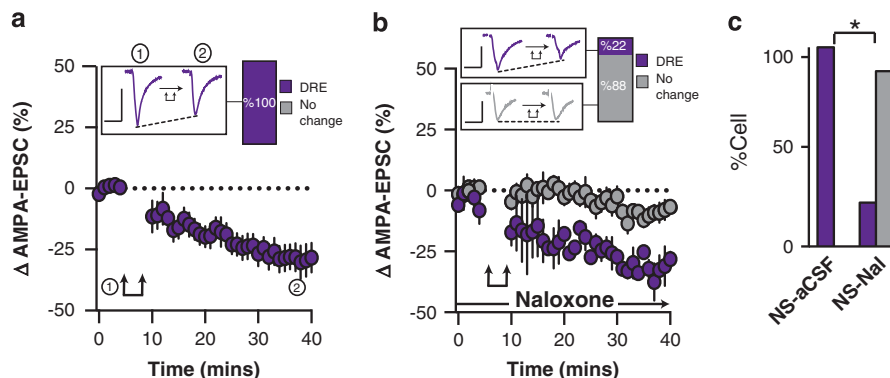 a
1 2
50
25
0
-25
-50
Δ AMPA-EPSC (%)
%100
DRE
No
change
1
2
0 10 20 30 40
Time (mins)
b
50
25
0
-25
-50
Δ AMPA-EPSC (%)
%22
%88
DRE
No
change
Naloxone
0 10 20 30 40
Time (mins)
c
*
100
50
0
%Cell
NS-aCSF
NS-Nal